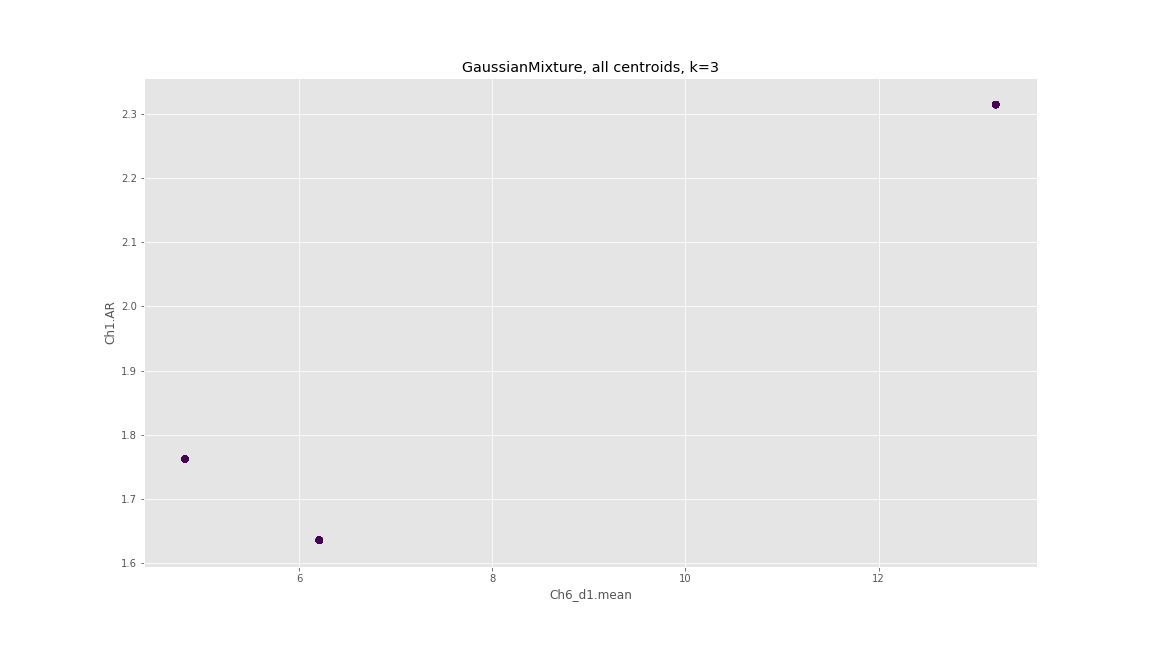 GaussianMixture, all centroids, k=3
2.3
2.2
2.1
2.0
1.9
1.8
1.7
1.6
Ch1.AR
6 8 10 12
Ch6_d1.mean